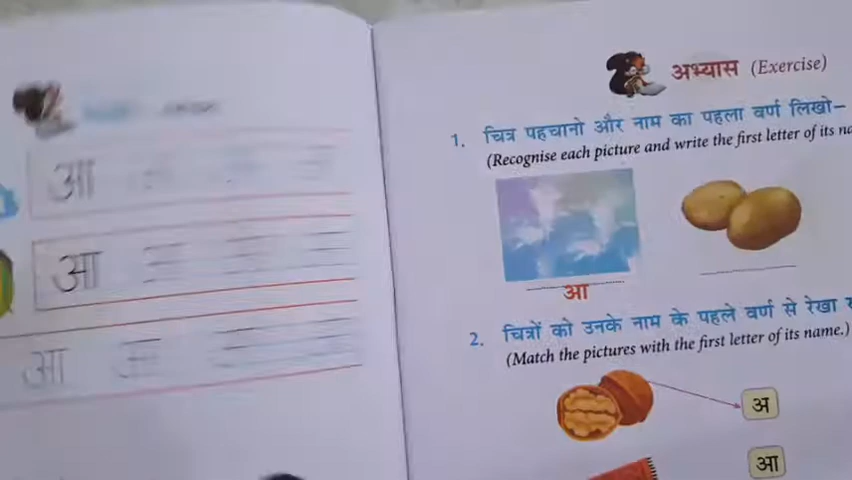 आ
आ
आ
अभ्यास (Exercise)
1. चित्र पहचानो और नाम का पहला वर्ण लिखो–
(Recognise each picture and write the first letter of its
आ
2. चित्रों को उनके नाम के पहले वर्ण से रेखा
(Match the pictures with the first letter of its name.)
अ
आ